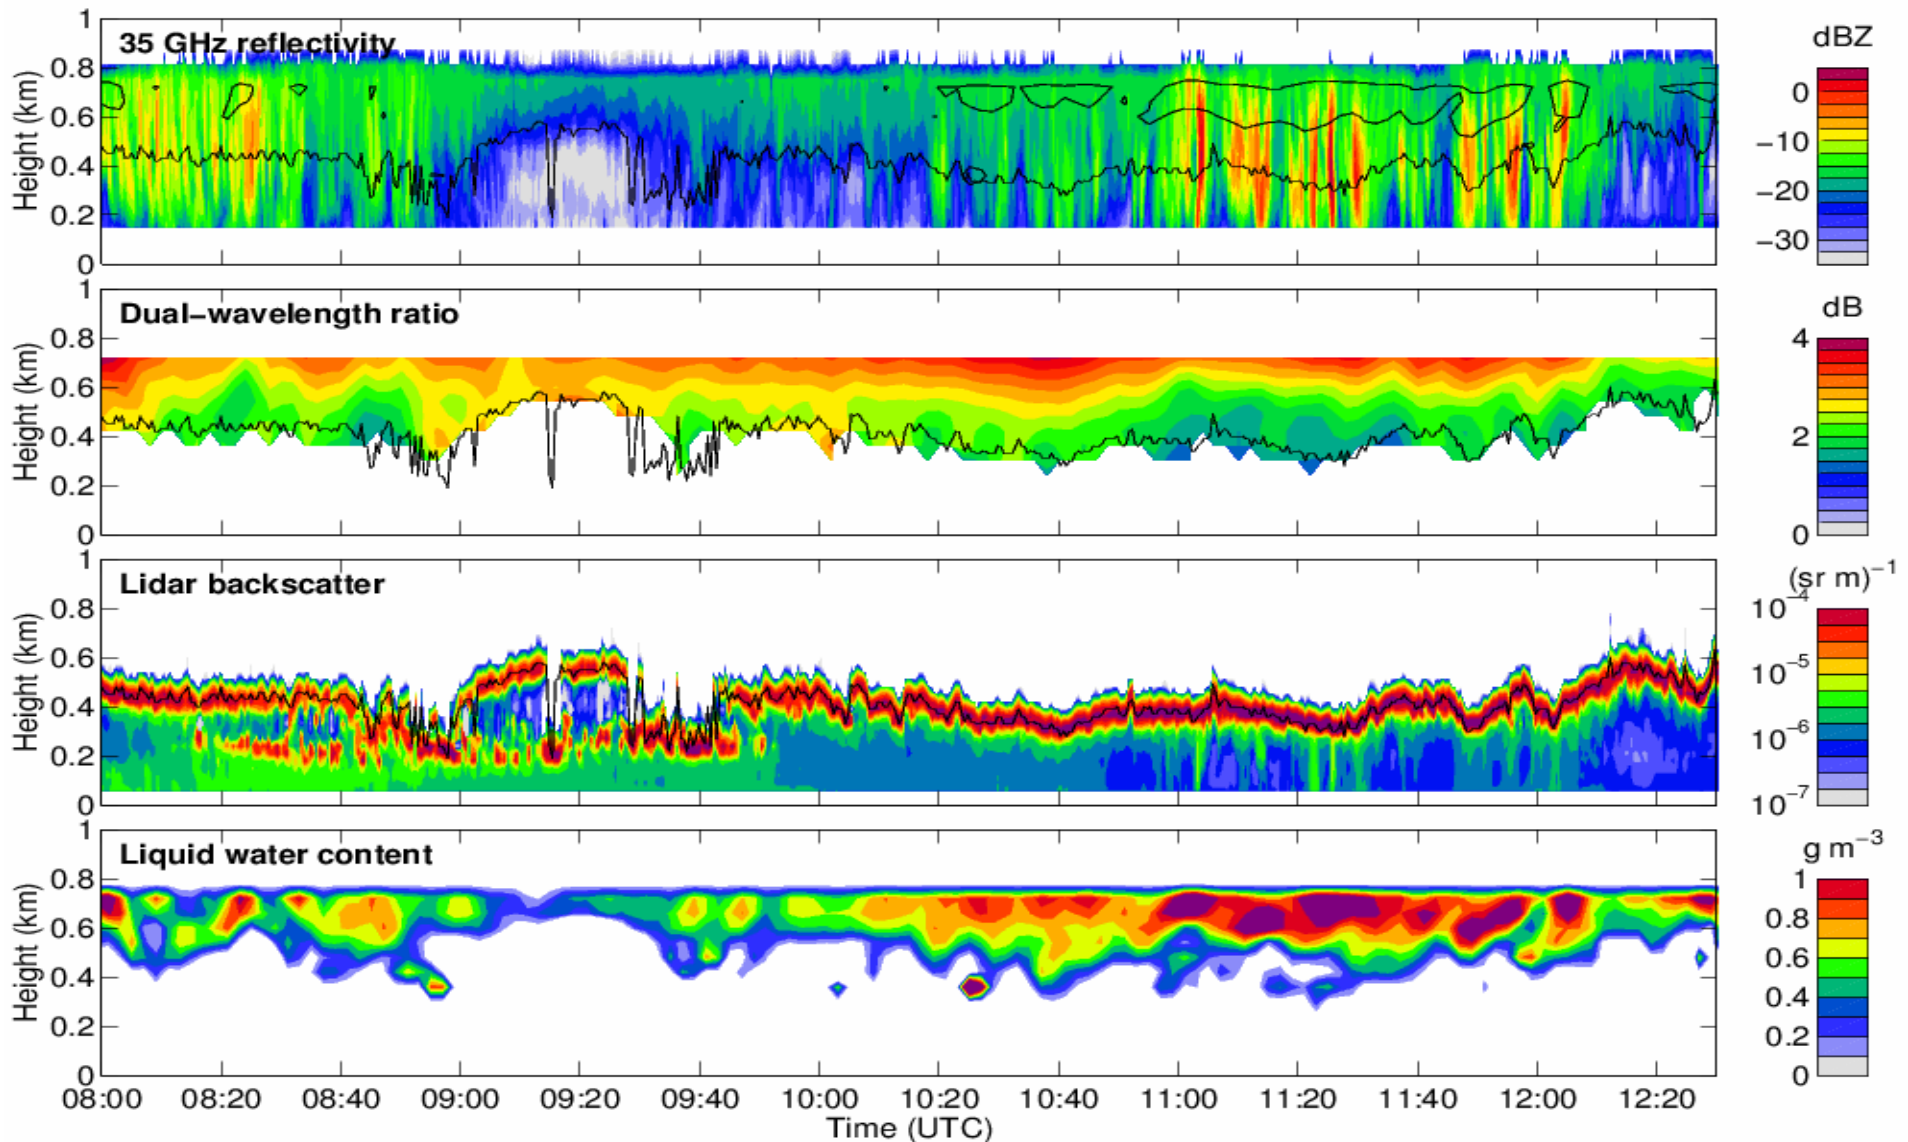 35 GHz reflectivity
dBZ
Height (km)
1
0.8
0.6
0.4
0.2
0
0
−10
−20
−30
Dual−wavelength ratio
dB
Height (km)
1
0.8
0.6
0.4
0.2
0
4
2
0
Lidar backscatter
(sr m)−1
Height (km)
1
0.8
0.6
0.4
0.2
0
10−4
10−5
10−6
10−7
Liquid water content
g m−3
Height (km)
1
0.8
0.6
0.4
0.2
0
1
0.8
0.6
0.4
0.2
0
08:00 08:20 08:40 09:00 09:20 09:40 10:00 10:20 10:40 11:00 11:20 11:40 12:00 12:20
Time (UTC)